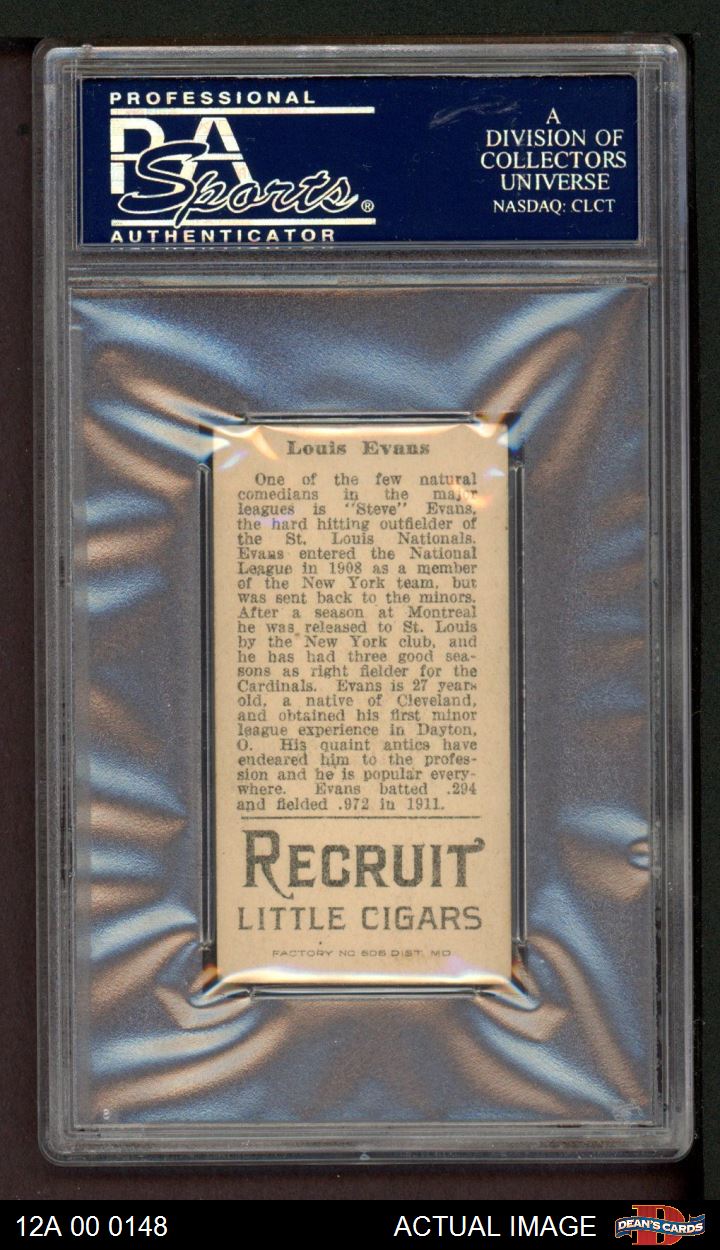 PROFESSIONAL
PSA
Sports®
AUTHENTICATOR
A
DIVISION OF
COLLECTORS
UNIVERSE
NASDAQ: CLCT
Louis Evans
One of the few natural
comedians in the major
leagues is "Steve" Evans,
the hard hitting outfielder of
the St. Louis Nationals.
Evans entered the National
League in 1908 as a member
of the New York team, but
was sent back to the minors.
After a season at Montreal
he was released to St. Louis
by the New York club, and
he has had three good sea-
sons as right fielder for the
Cardinals. Evans is 27 years
old, a native of Cleveland,
and obtained his first minor
league experience in Dayton,
O. His quaint antics have
endeared him to the profes-
sion and he is popular every-
where. Evans batted .294
and fielded .972 in 1911.
RECRUIT
LITTLE CIGARS
FACTORY NO 606 DIST. MD
12A 00 0148
ACTUAL IMAGE
DEAN'S CARDS